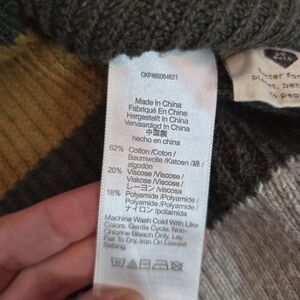 CKP465064621
Made In China
Fabriqué En Chine
Hergestellt In China
Vervaardigd In China
中国製
hecho en china
62% Cotton /Coton /
Baumwolle /Katoen /綿 /
algodón
20% Viscose /Viscose /
Viskose /Viscose /
レーヨン /Viscosa
18% Polyamide /Polyamide /
Polyamide /Polyamide /
ナイロン /poliamida
Machine Wash Cold With Like
Colors. Gentle Cycle. Non-
Chlorine Bleach Only. Lay
Flat To Dry. Iron On Lowest
Setting.